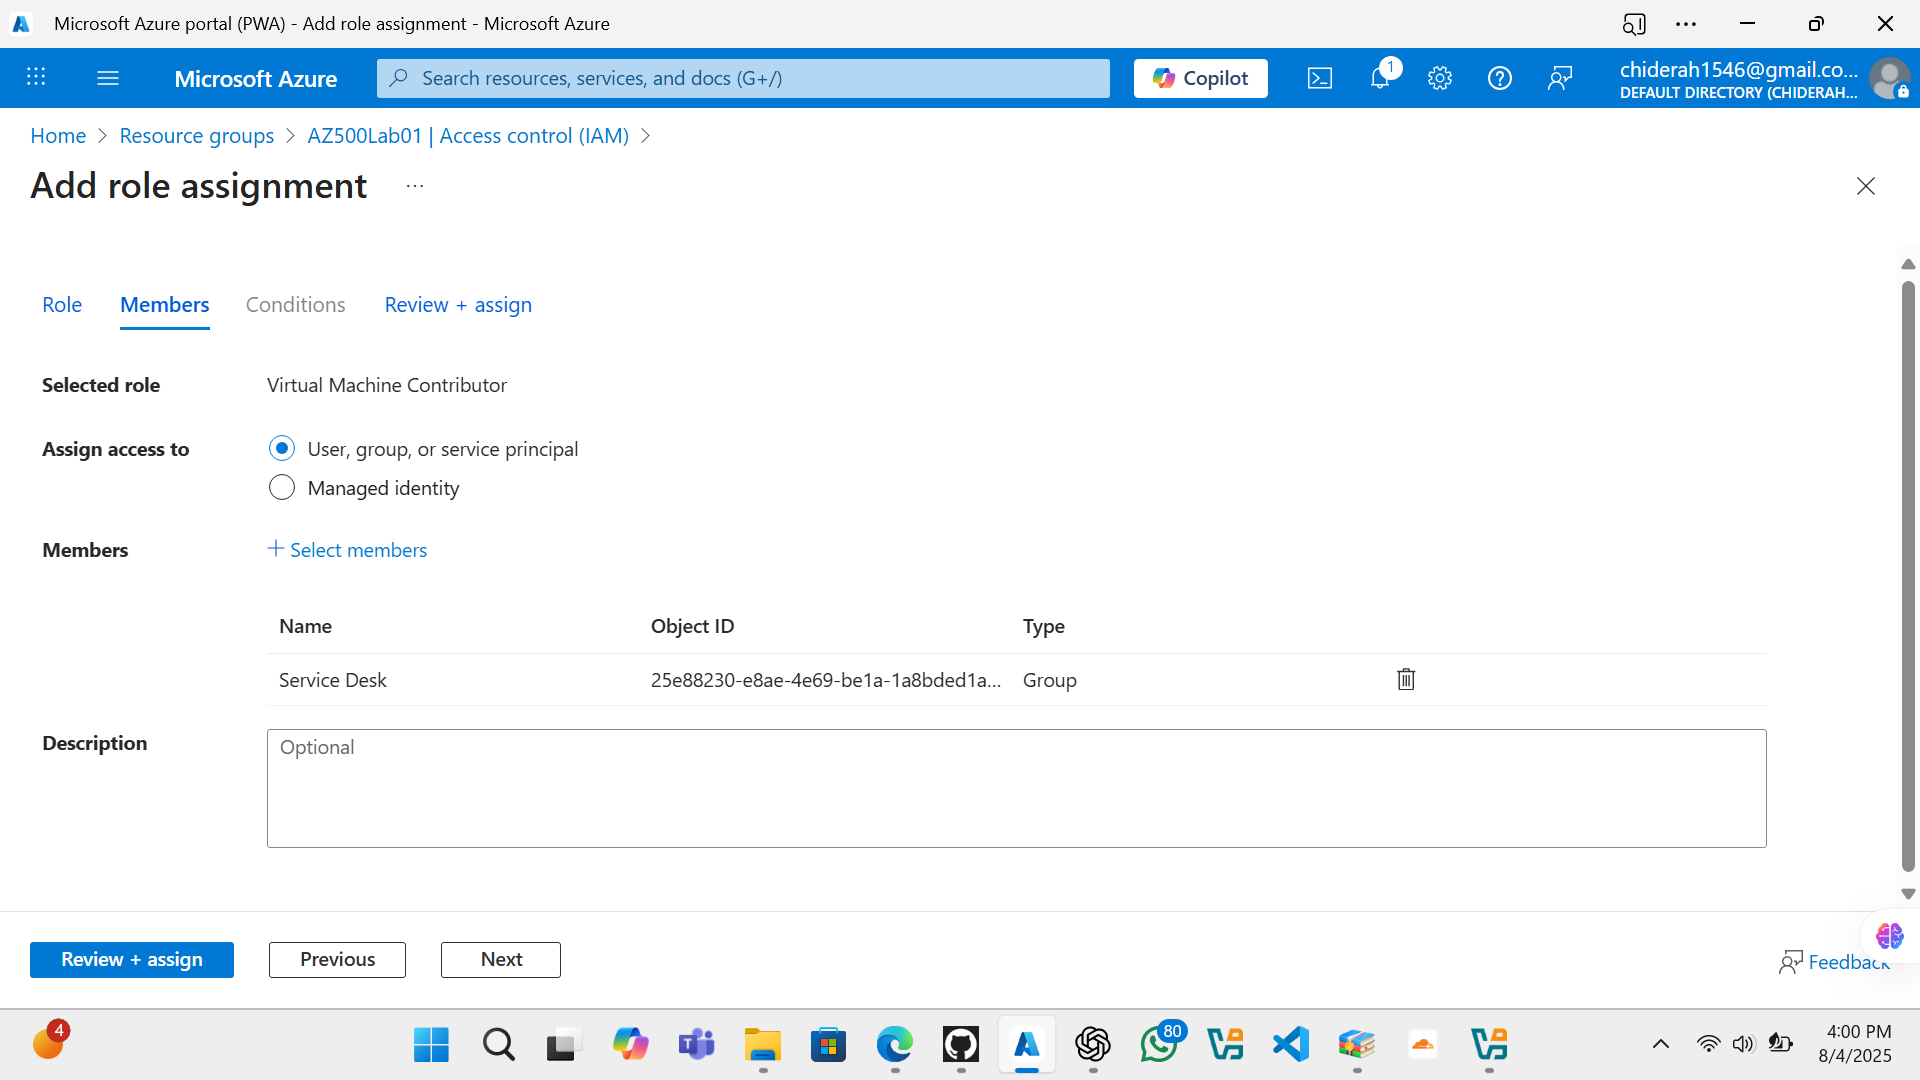 Microsoft Azure portal (PWA) - Add role assignment - Microsoft Azure
Microsoft Azure
Search resources, services, and docs (G+/)
Copilot
1
chiderah1546@gmail.co...
DEFAULT DIRECTORY (CHIDERAH...
Home > Resource groups > AZ500Lab01 | Access control (IAM) >
Add role assignment ...
Role Members Conditions Review + assign
Selected role Virtual Machine Contributor
Assign access to User, group, or service principal
Managed identity
Members + Select members
Name Object ID Type
Service Desk 25e88230-e8ae-4e69-be1a-1a8bded1a... Group
Description Optional
Review + assign Previous Next
Feedback
4
80
4:00 PM
8/4/2025